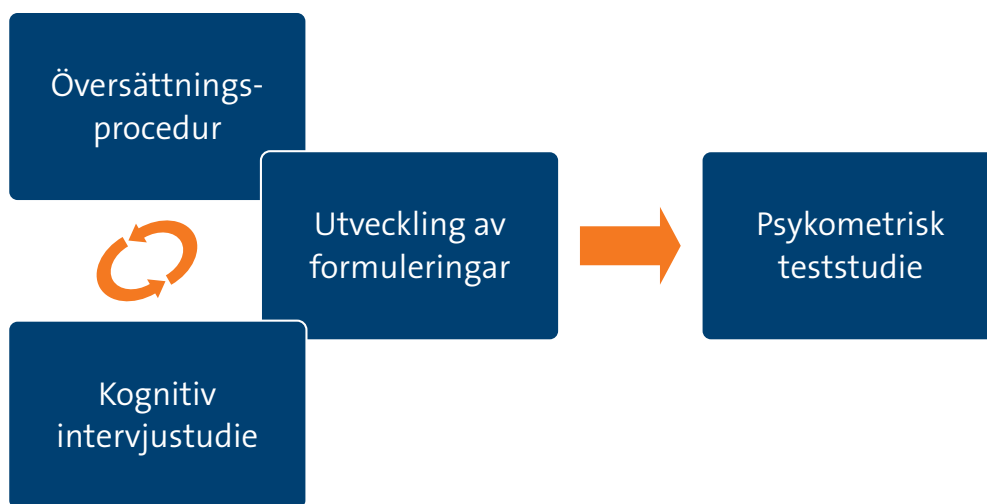 Översättnings-
procedur
Utveckling av
formuleringar
Psykometrisk
teststudie
Kognitiv
intervjustudie